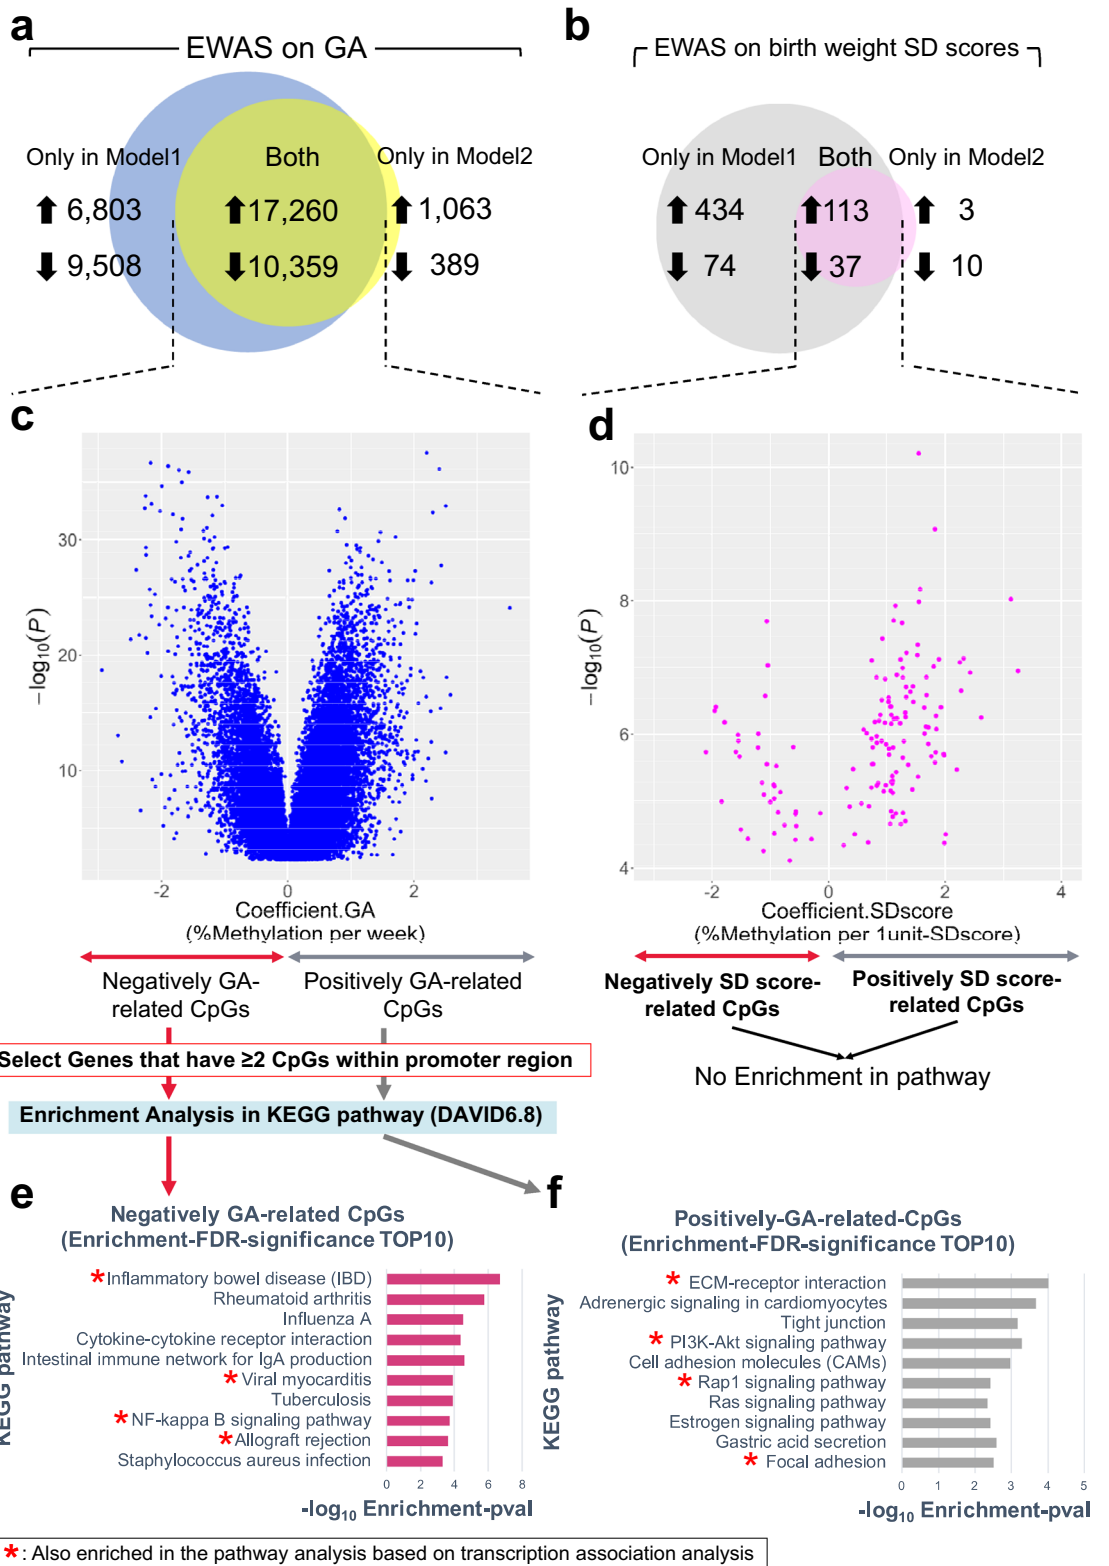 a
EWAS on GA
Only in Model1
Both
Only in Model2
6,803
17,260
1,063
9,508
10,359
389
b
EWAS on birth weight SD scores
Only in Model1
Both
Only in Model2
434
113
3
74
37
10
c
−log10(P)
30
20
10
-2
0
2
Coefficient.GA
(%Methylation per week)
Negatively GA-
related CpGs
Positively GA-related
CpGs
Select Genes that have ≥2 CpGs within promoter region
Enrichment Analysis in KEGG pathway (DAVID6.8)
d
−log10(P)
10
8
6
4
-2
0
2
4
Coefficient.SDscore
(%Methylation per 1unit-SDscore)
Negatively SD score-
related CpGs
Positively SD score-
related CpGs
No Enrichment in pathway
e
Negatively GA-related CpGs
(Enrichment-FDR-significance TOP10)
KEGG pathway
*Inflammatory bowel disease (IBD)
Rheumatoid arthritis
Influenza A
Cytokine-cytokine receptor interaction
Intestinal immune network for IgA production
*Viral myocarditis
Tuberculosis
*NF-kappa B signaling pathway
*Allograft rejection
Staphylococcus aureus infection
0 2 4 6 8
-log10 Enrichment-pval
f
Positively-GA-related-CpGs
(Enrichment-FDR-significance TOP10)
KEGG pathway
* ECM-receptor interaction
Adrenergic signaling in cardiomyocytes
Tight junction
* PI3K-Akt signaling pathway
Cell adhesion molecules (CAMs)
* Rap1 signaling pathway
Ras signaling pathway
Estrogen signaling pathway
Gastric acid secretion
* Focal adhesion
0 1 2 3 4 5
-log10 Enrichment-pval
*: Also enriched in the pathway analysis based on transcription association analysis